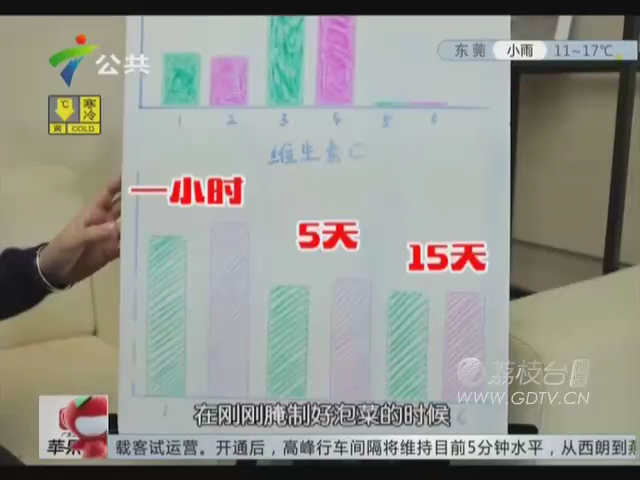 公共
东莞 小雨 11~17℃
℃ 寒冷
黄 COLD
1 2 3 4 5
维生素C
一小时
5天
15天
荔枝台
WWW.GDTV.CN
在刚刚腌制好泡菜的时候
载客试运营。开通后，高峰行车间隔将维持目前5分钟水平，从西朗到燕